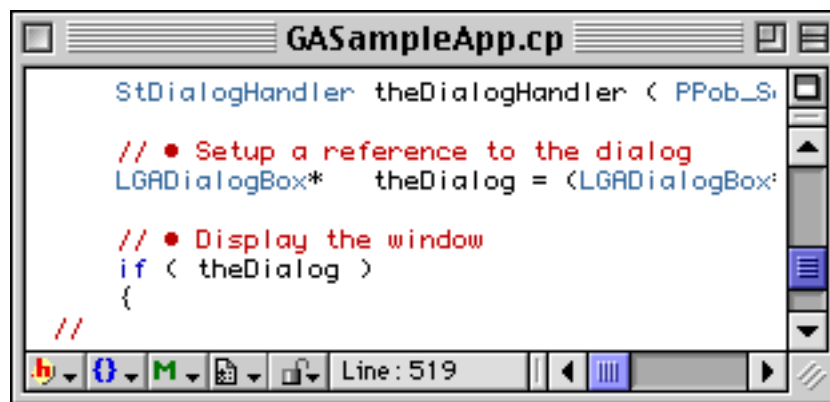 GASampleApp.cp
StDialogHandler theDialogHandler ( PPob_S
// • Setup a reference to the dialog
LGADialogBox* theDialog = (LGADialogBox*
// • Display the window
if ( theDialog )
{
//
.h {} M Line: 519